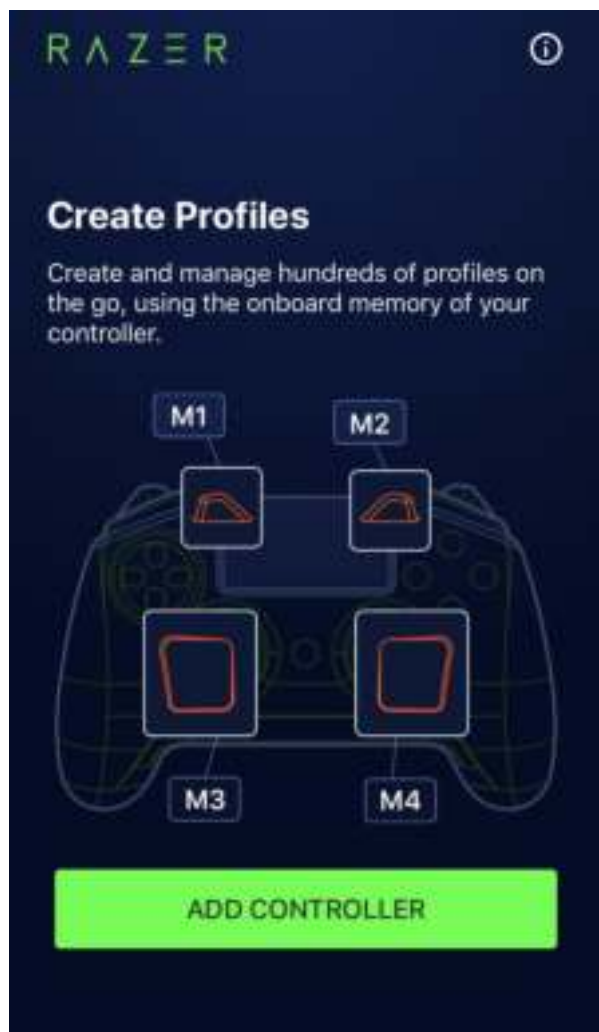 RAZER
Create Profiles
Create and manage hundreds of profiles on
the go, using the onboard memory of your
controller.
M1
M2
M3
M4
ADD CONTROLLER